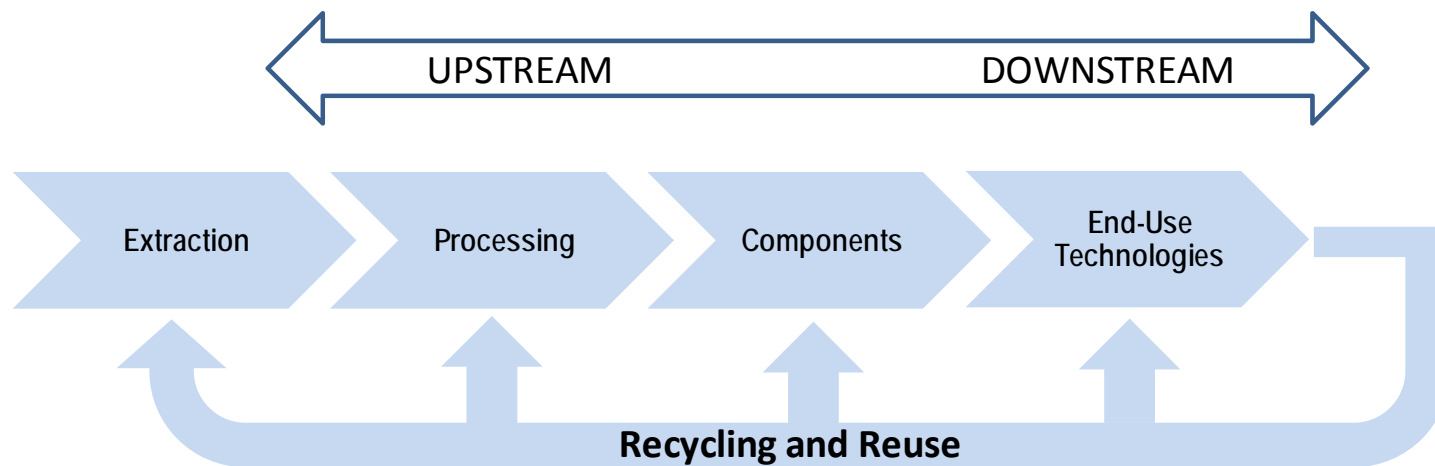 UPSTREAM DOWNSTREAM
Extraction
Processing
Components
End-Use
Technologies
Recycling and Reuse